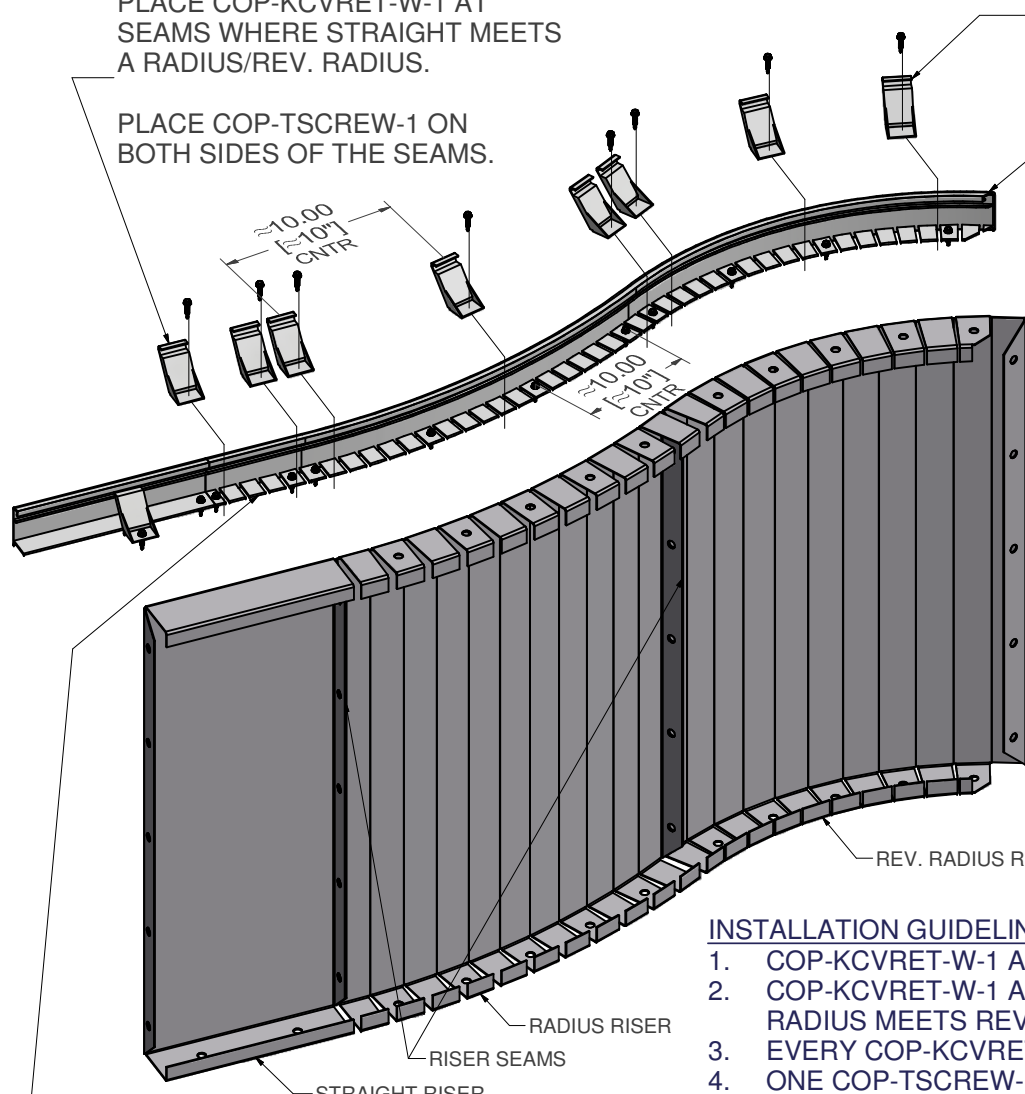 PLACE COP-KCVRET-W-1 AT
SEAMS WHERE STRAIGHT MEETS
A RADIUS/REV. RADIUS.
PLACE COP-TSCREW-1 ON
BOTH SIDES OF THE SEAMS.
≈10.00
[≈10"]
CNTR
≈10.00
[≈10"]
CNTR
REV. RADIUS R
INSTALLATION GUIDELIN
1. COP-KCVRET-W-1 A
2. COP-KCVRET-W-1 A
RADIUS MEETS REV
3. EVERY COP-KCVRET
4. ONE COP-TSCREW-
RADIUS RISER
RISER SEAMS
STRAIGHT RISER